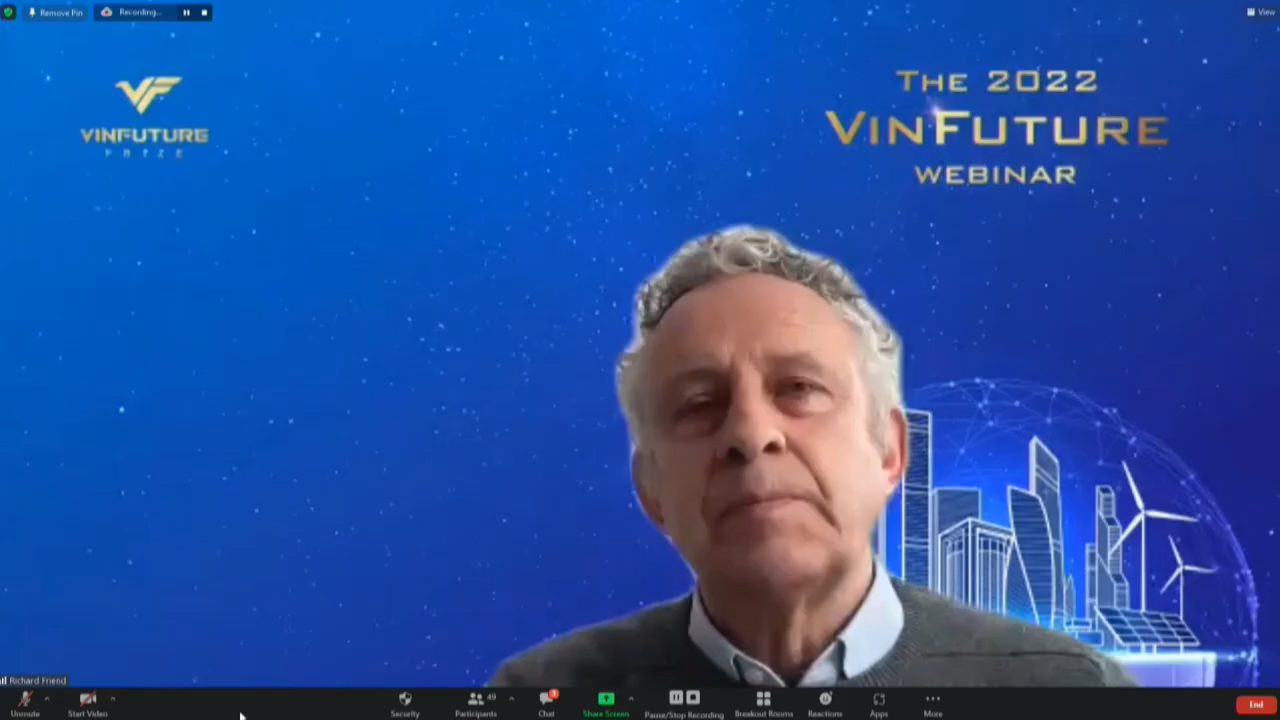 Remove Pin
Recording...
View
VINFUTURE
PRIZE
THE 2022
VINFUTURE
WEBINAR
Richard Friend
Unmute
Start Video
Security
49
Participants
Chat
Share Screen
Pause/Stop Recording
Breakout Rooms
Reactions
Apps
More
End